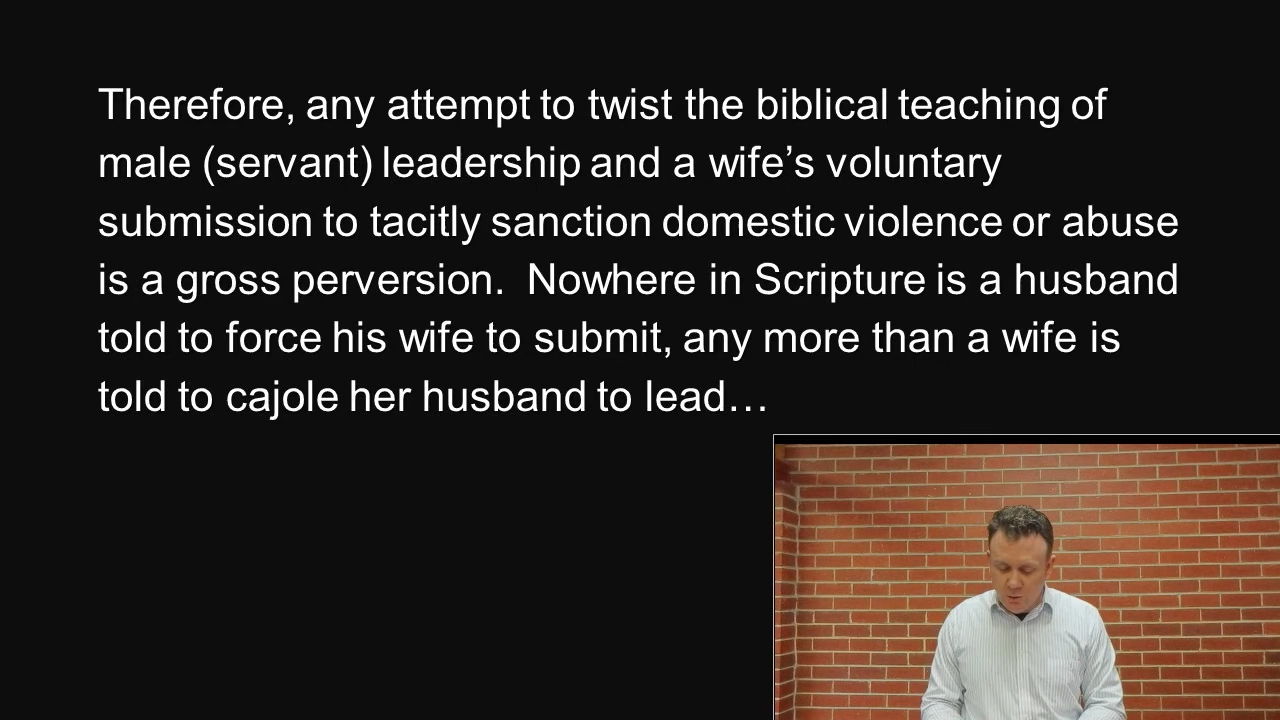 Therefore, any attempt to twist the biblical teaching of
male (servant) leadership and a wife’s voluntary
submission to tacitly sanction domestic violence or abuse
is a gross perversion.  Nowhere in Scripture is a husband
told to force his wife to submit, any more than a wife is
told to cajole her husband to lead…